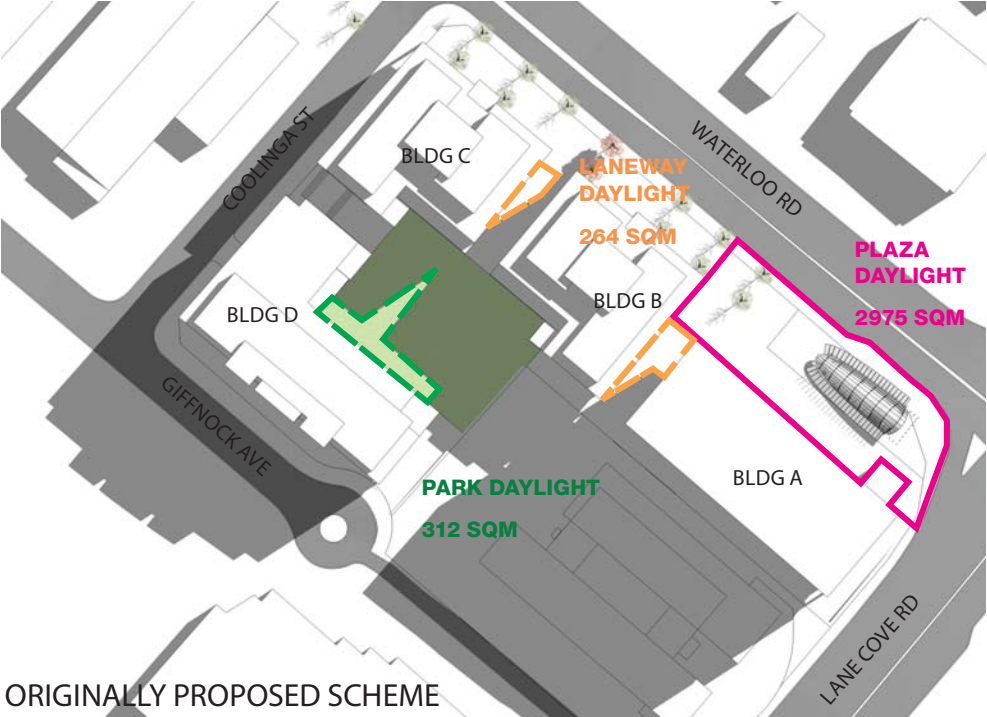 COOLINGA ST
BLDG C
LANEWAY
DAYLIGHT
264 SQM
WATERLOO RD
PLAZA
DAYLIGHT
2975 SQM
BLDG B
BLDG D
GIFFNOCK AVE
PARK DAYLIGHT
312 SQM
BLDG A
LANE COVE RD
ORIGINALLY PROPOSED SCHEME